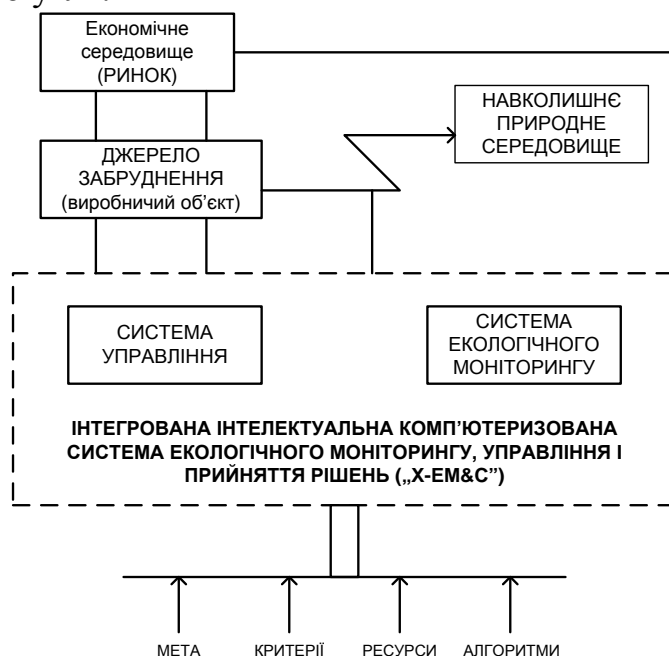 Економічне
середовище
(РИНОК)
НАВКОЛИШНЄ
ПРИРОДНЕ
СЕРЕДОВИЩЕ
ДЖЕРЕЛО
ЗАБРУДНЕННЯ
(виробничий об’єкт)
СИСТЕМА
УПРАВЛІННЯ
СИСТЕМА
ЕКОЛОГІЧНОГО
МОНІТОРИНГУ
ІНТЕГРОВАНА ІНТЕЛЕКТУАЛЬНА КОМП’ЮТЕРИЗОВАНА
СИСТЕМА ЕКОЛОГІЧНОГО МОНІТОРИНГУ, УПРАВЛІННЯ І
ПРИЙНЯТТЯ РІШЕНЬ („X-EM&C”)
МЕТА КРИТЕРІЇ РЕСУРСИ АЛГОРИТМИ